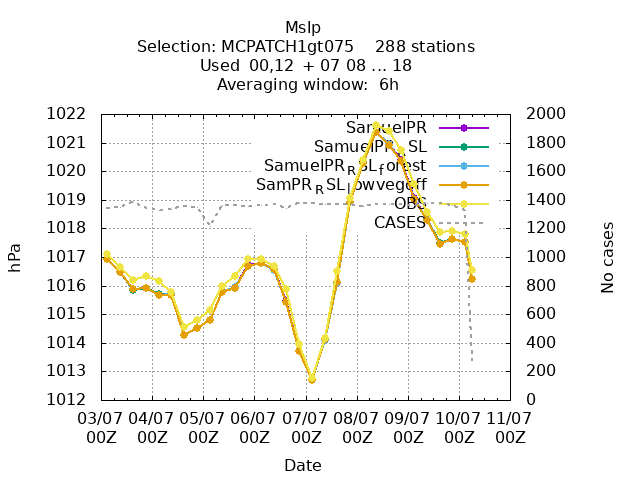 Mslp
Selection: MCPATCH1gt075 288 stations
Used 00,12 + 07 08 ... 18
Averaging window: 6h
hPa
No cases
1022
1021
1020
1019
1018
1017
1016
1015
1014
1013
1012
2000
1800
1600
1400
1200
1000
800
600
400
200
0
SamuelPR
SamuelPR_RSL
SamuelPR_RSL_forest
SamPR_RSL_lowvegoff
OBS
CASES
03/07 04/07 05/07 06/07 07/07 08/07 09/07 10/07 11/07
00Z 00Z 00Z 00Z 00Z 00Z 00Z 00Z 00Z
Date